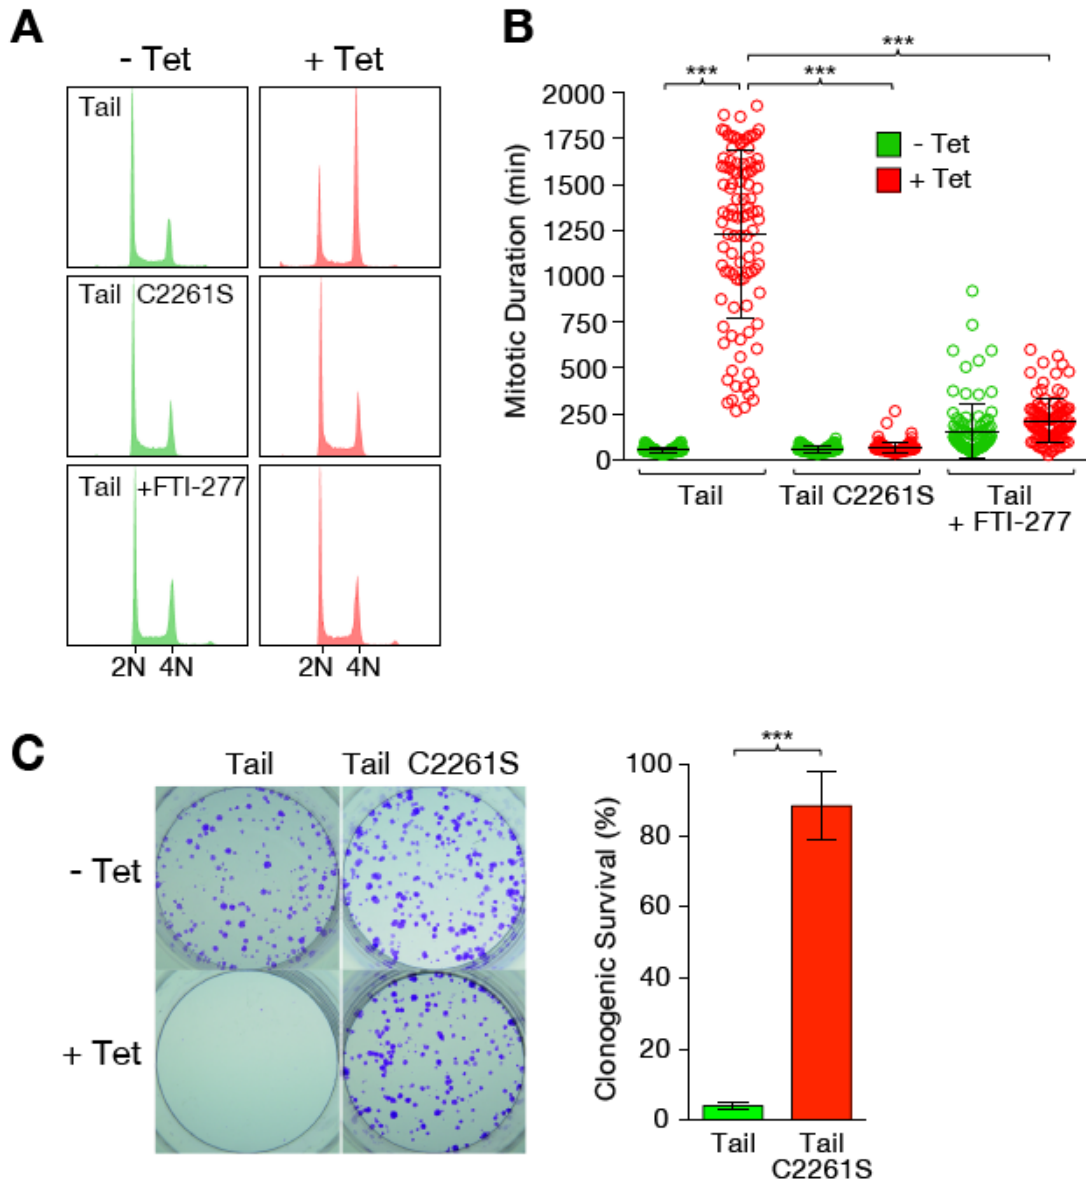 A
- Tet
+ Tet
Tail
Tail C2261S
Tail +FTI-277
2N 4N
2N 4N
B
***
***
***
Mitotic Duration (min)
2000
1750
1500
1250
1000
750
500
250
0
- Tet
+ Tet
Tail
Tail C2261S
Tail
+ FTI-277
C
Tail
Tail C2261S
- Tet
+ Tet
***
Clonogenic Survival (%)
100
80
60
40
20
0
Tail
Tail
C2261S